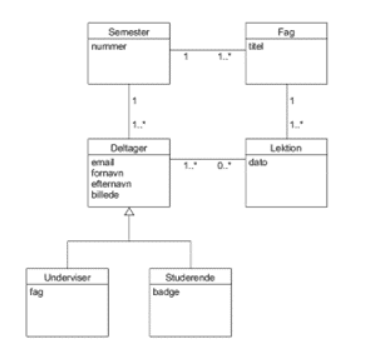 Semester
Fag
nummer
titel
1 1..*
1 1
1..* 1..*
Deltager
Lektion
email
fornavn
efternavn
billede
dato
1..* 0..*
Underviser
Studerende
fag
badge